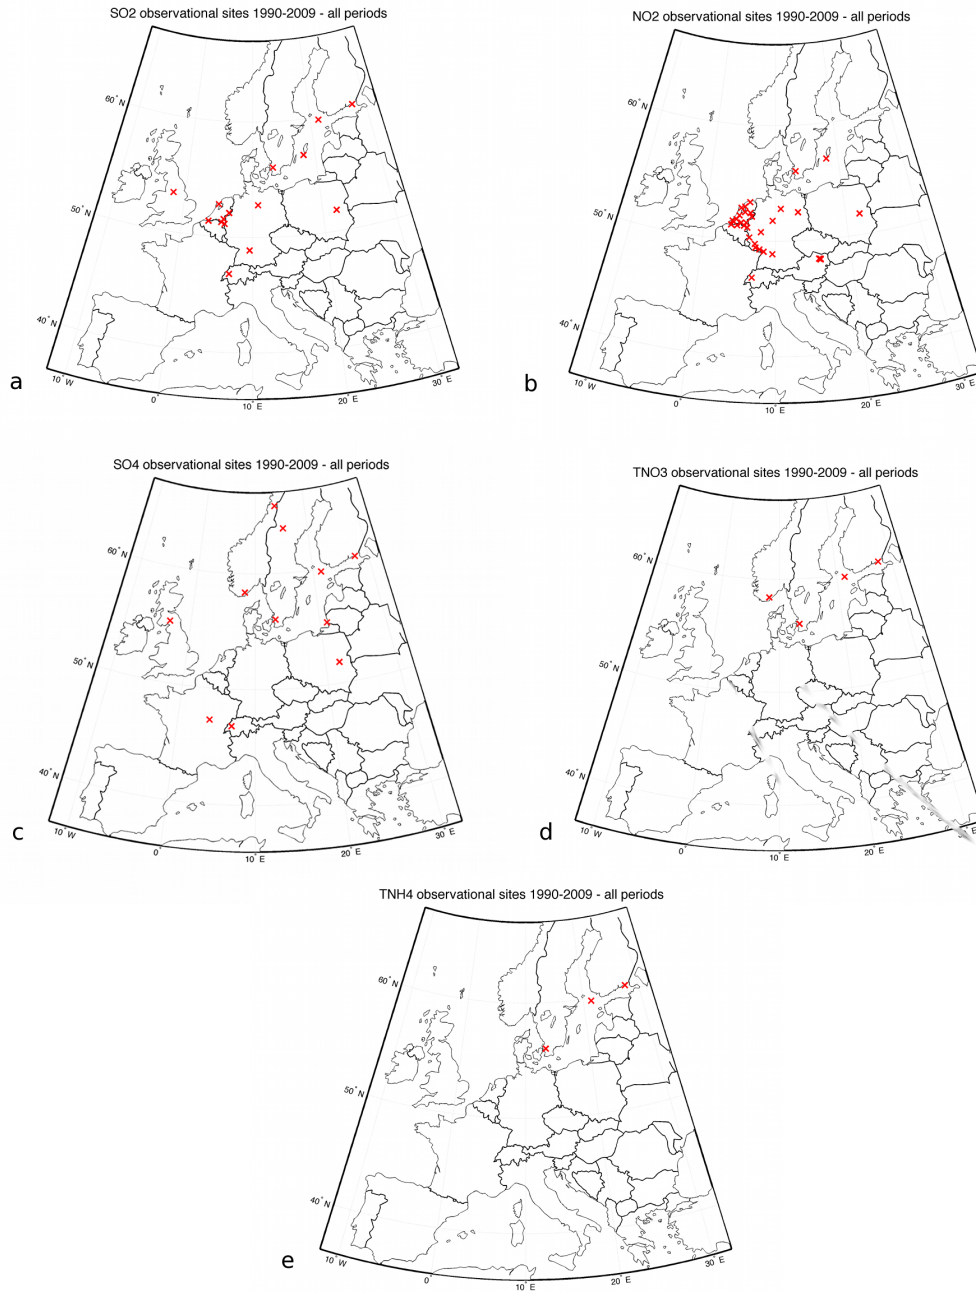 SO2 observational sites 1990-2009 - all periods
60° N
50° N
40° N
10° W
0°
10° E
20° E
30° E
a
NO2 observational sites 1990-2009 - all periods
60° N
50° N
40° N
10° W
0°
10° E
20° E
30° E
b
SO4 observational sites 1990-2009 - all periods
60° N
50° N
40° N
10° W
0°
10° E
20° E
30° E
c
TNO3 observational sites 1990-2009 - all periods
60° N
50° N
40° N
10° W
0°
10° E
20° E
30° E
d
TNH4 observational sites 1990-2009 - all periods
60° N
50° N
40° N
10° W
0°
10° E
20° E
30° E
e